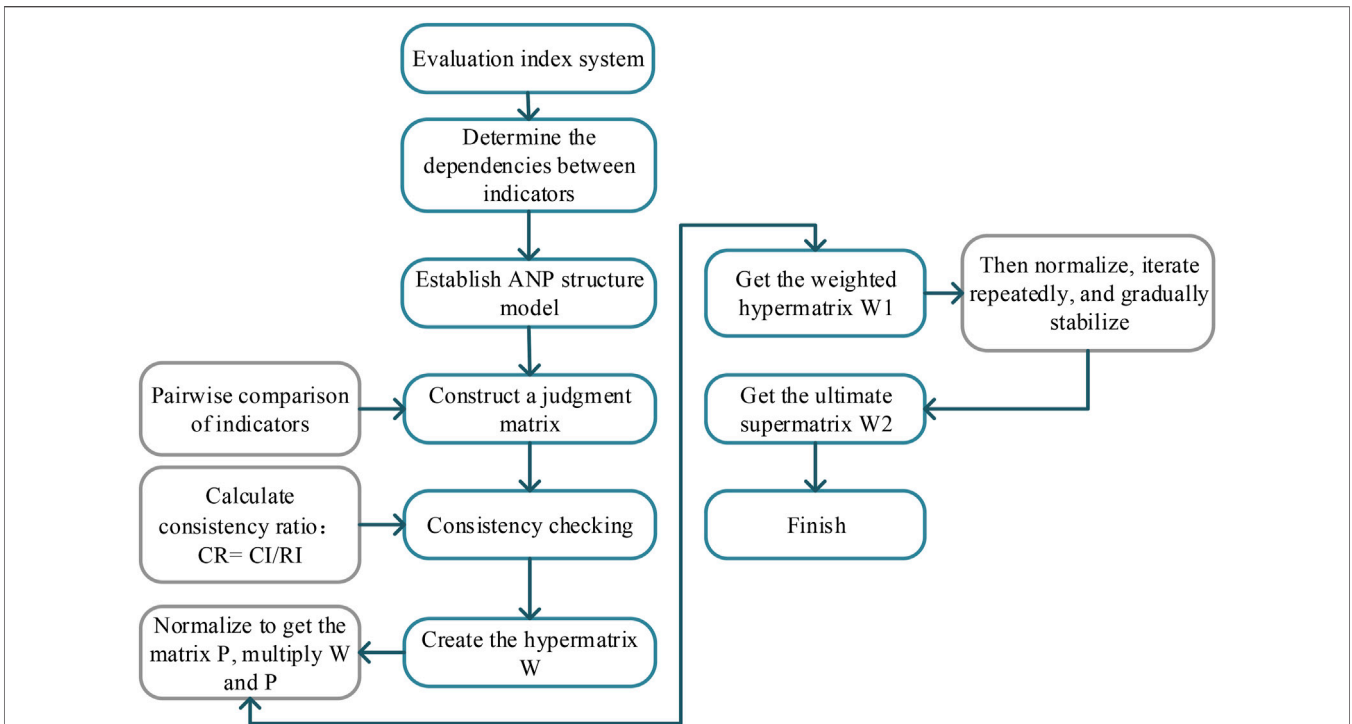 Evaluation index system
Determine the
dependencies between
indicators
Establish ANP structure
model
Pairwise comparison
of indicators
Construct a judgment
matrix
Calculate
consistency ratio：
CR= CI/RI
Consistency checking
Create the hypermatrix
W
Normalize to get the
matrix P, multiply W
and P
Get the weighted
hypermatrix W1
Then normalize, iterate
repeatedly, and gradually
stabilize
Get the ultimate
supermatrix W2
Finish